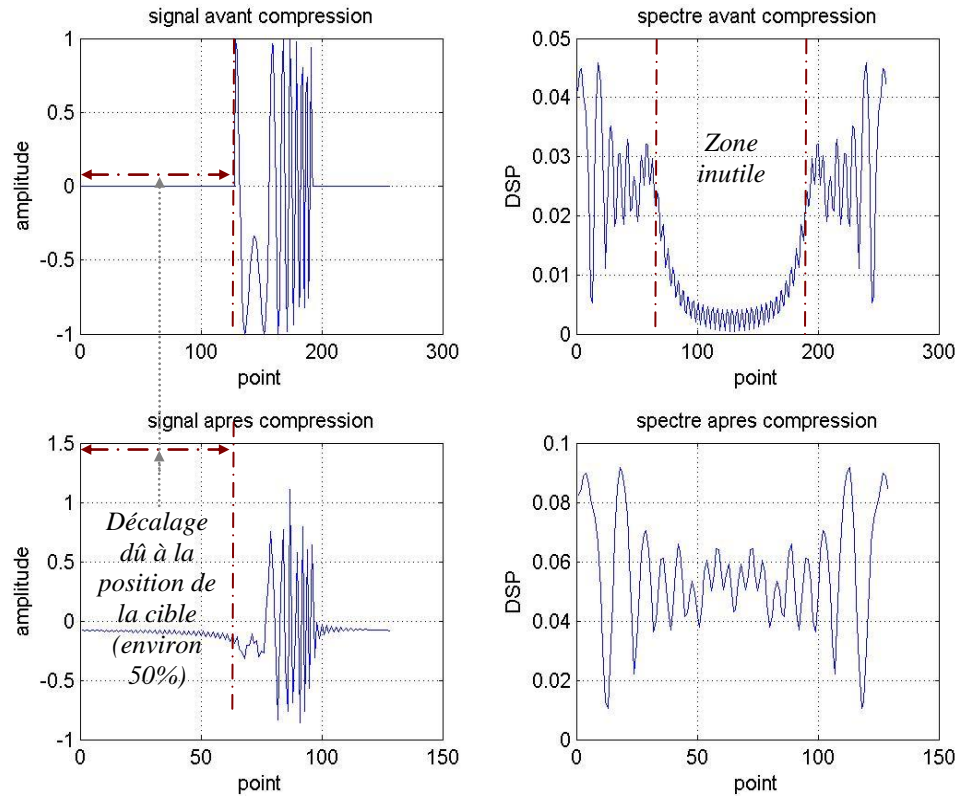 signal avant compression
1
0.5
0
-0.5
-1
amplitude
0
100
200
300
point
spectre avant compression
0.05
0.04
0.03
0.02
0.01
0
DSP
Zone
inutile
0
100
200
300
point
signal apres compression
1.5
1
0.5
0
-0.5
-1
amplitude
Décalage
dû à la
position de
la cible
(environ
50%)
0
50
100
150
point
spectre apres compression
0.1
0.08
0.06
0.04
0.02
0
DSP
0
50
100
150
point